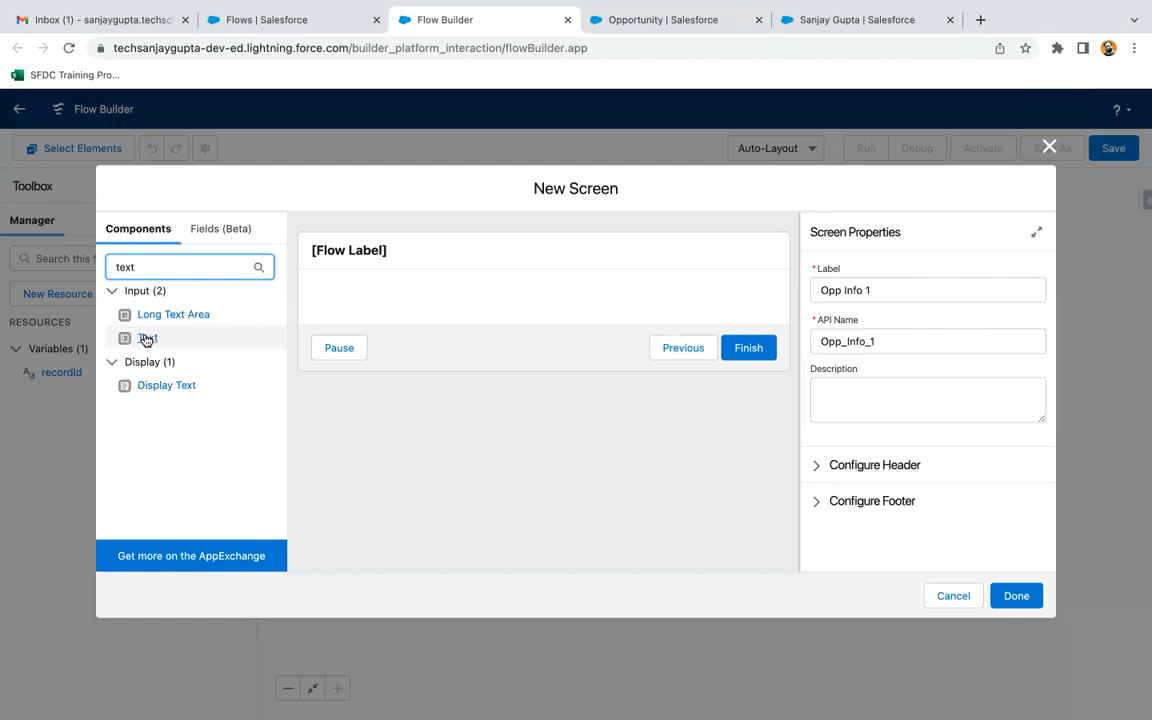 Inbox (1) - sanjaygupta.techscl
Flows | Salesforce
Flow Builder
Opportunity | Salesforce
Sanjay Gupta | Salesforce
techsanjaygupta-dev-ed.lightning.force.com/builder_platform_interaction/flowBuilder.app
SFDC Training Pro...
Flow Builder
?
Select Elements
Auto-Layout
Run
Debug
Activate
Save
Toolbox
New Screen
Manager
Components
Fields (Beta)
Screen Properties
[Flow Label]
Search this f
text
* Label
Input (2)
Opp Info 1
New Resource
Long Text Area
RESOURCES
* API Name
Text
Opp_Info_1
Pause
Previous
Finish
Variables (1)
Display (1)
Description
recordId
Display Text
Configure Header
Configure Footer
Get more on the AppExchange
Cancel
Done